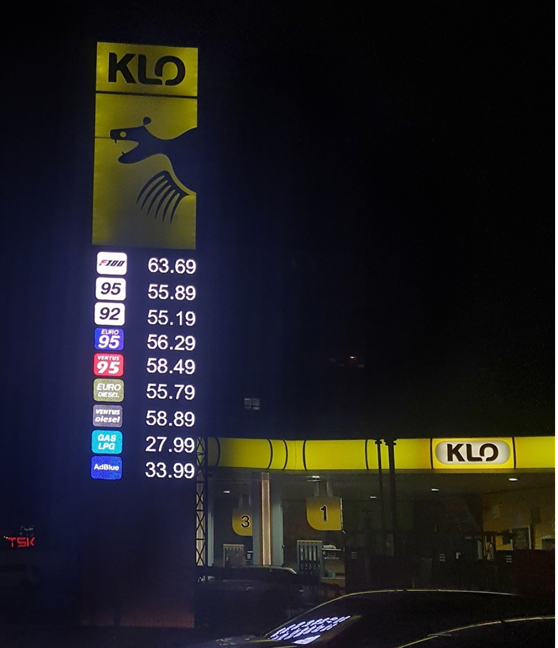 KLO
F100 63.69
95 55.89
92 55.19
EURO 95 56.29
VENTUS 95 58.49
EURO DIESEL 55.79
VENTUS diesel 58.89
GAS LPG 27.99
AdBlue 33.99
KLO
3
1
TSK